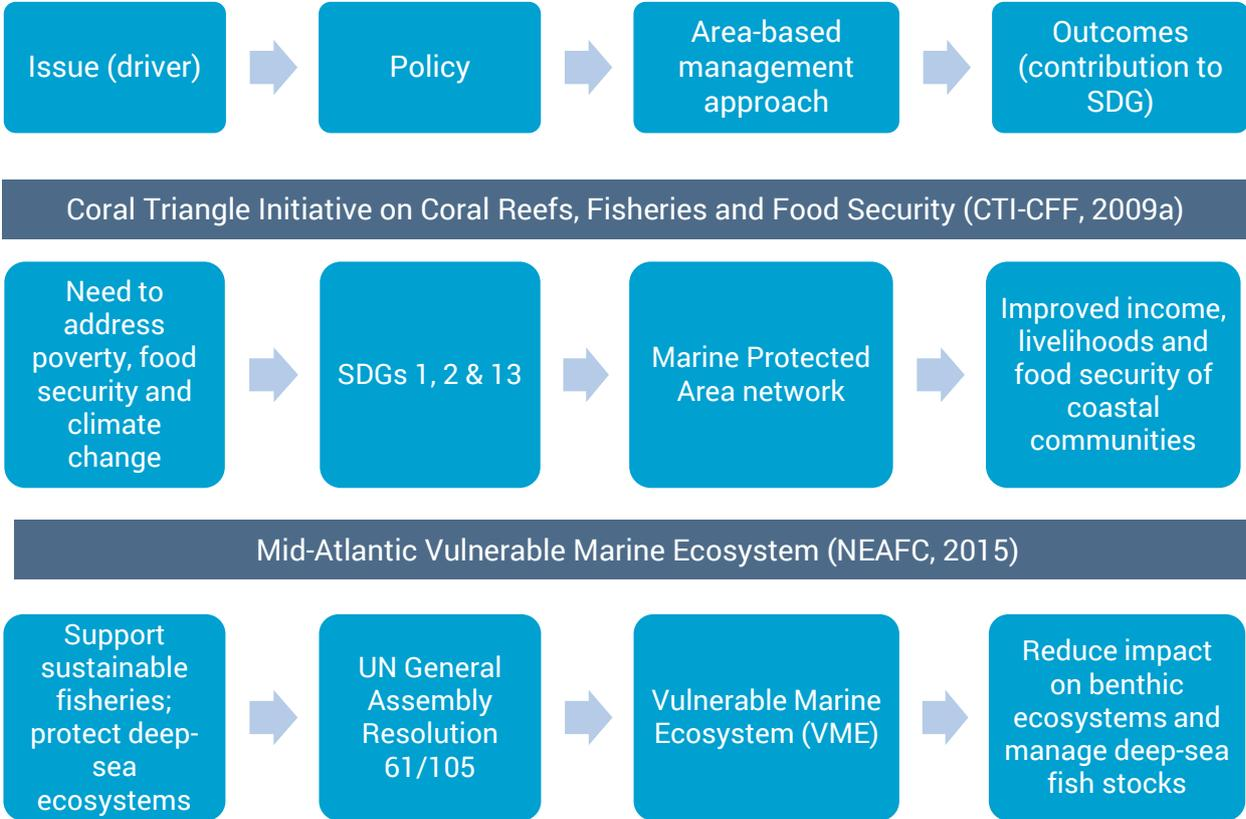 Issue (driver)
Policy
Area-based
management
approach
Outcomes
(contribution to
SDG)
Coral Triangle Initiative on Coral Reefs, Fisheries and Food Security (CTI-CFF, 2009a)
Need to
address
poverty, food
security and
climate
change
SDGs 1, 2 & 13
Marine Protected
Area network
Improved income,
livelihoods and
food security of
coastal
communities
Mid-Atlantic Vulnerable Marine Ecosystem (NEAFC, 2015)
Support
sustainable
fisheries;
protect deep-
sea
ecosystems
UN General
Assembly
Resolution
61/105
Vulnerable Marine
Ecosystem (VME)
Reduce impact
on benthic
ecosystems and
manage deep-sea
fish stocks